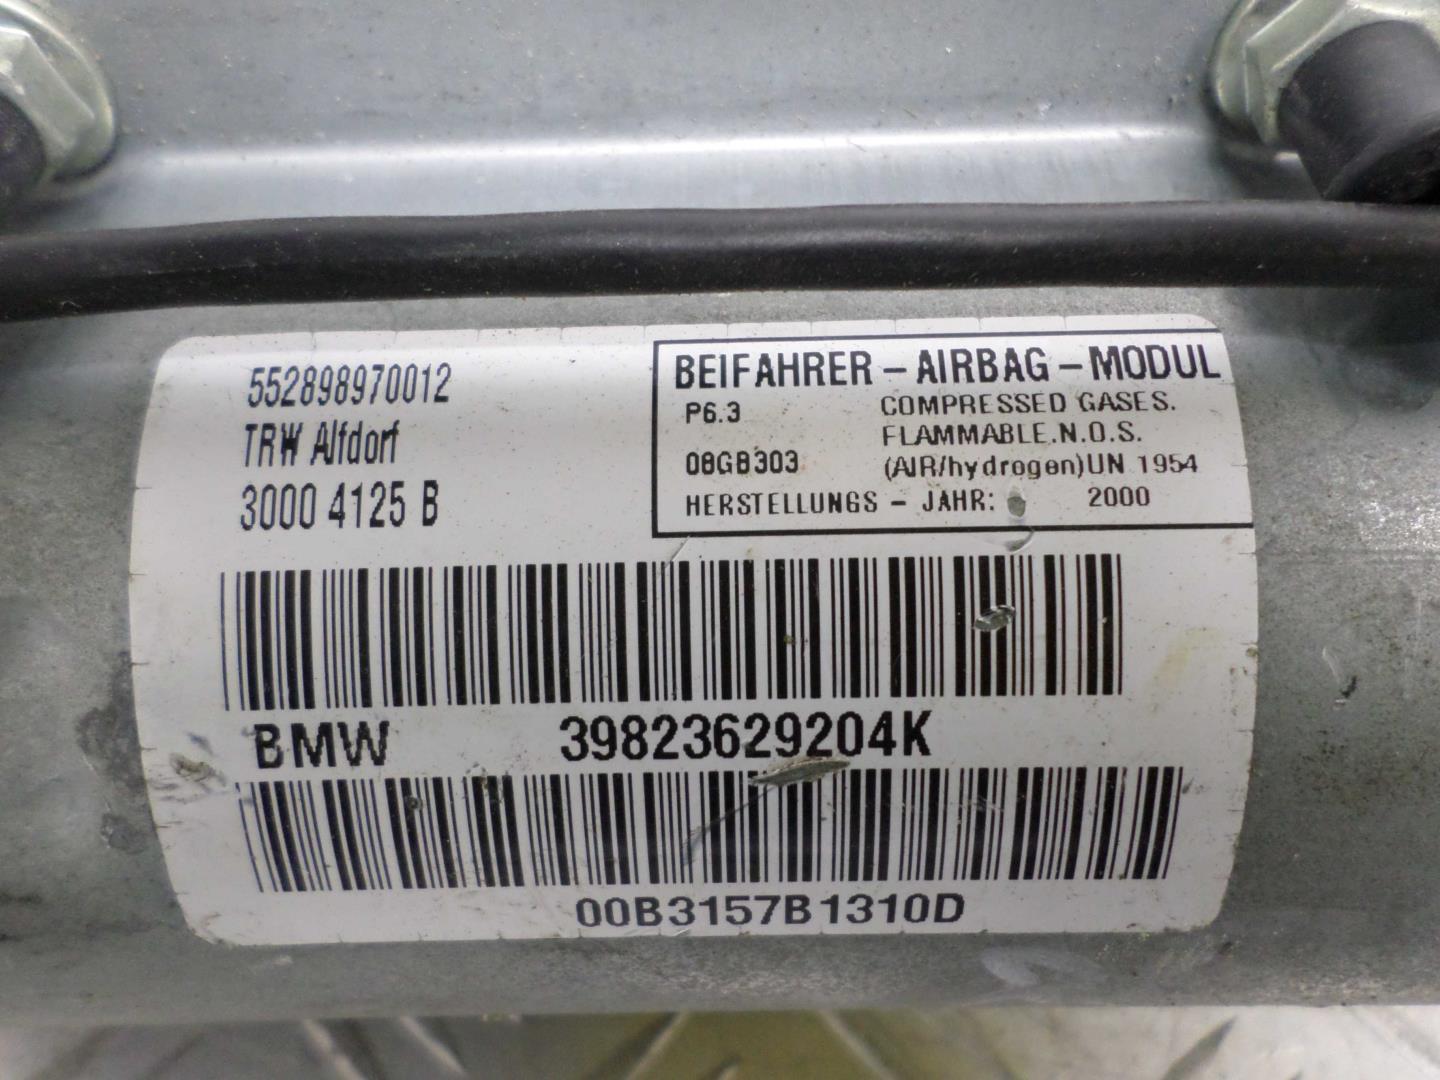 552898970012
TRW Alfdorf
3000 4125 B
BEIFAHRER - AIRBAG - MODUL
P6.3 COMPRESSED GASES.
FLAMMABLE.N.O.S.
08GB303 (AIR/hydrogen) UN 1954
HERSTELLUNGS - JAHR: 2000
BMW 39823629204K
00B3157B1310D